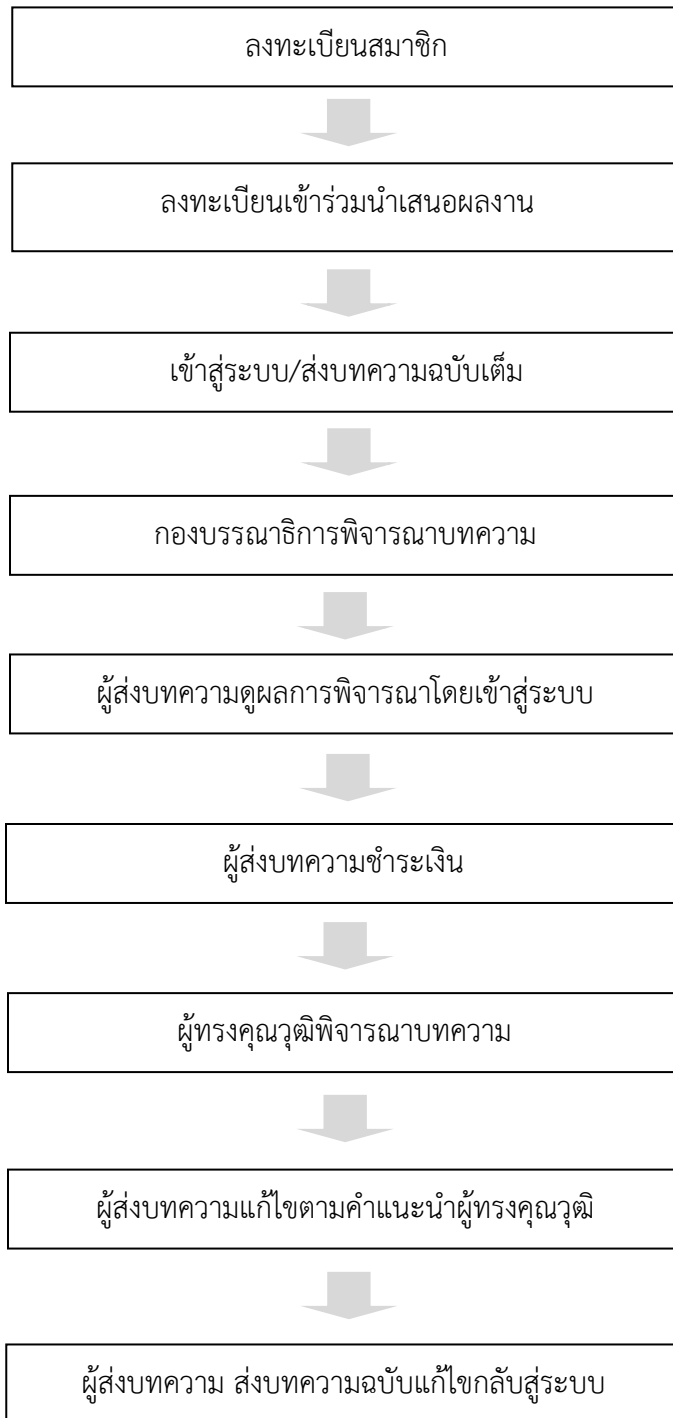 ลงทะเบียนสมาชิก
ลงทะเบียนเข้าร่วมนำเสนอผลงาน
เข้าสู่ระบบ/ส่งบทความฉบับเต็ม
กองบรรณาธิการพิจารณาบทความ
ผู้ส่งบทความดูผลการพิจารณาโดยเข้าสู่ระบบ
ผู้ส่งบทความชำระเงิน
ผู้ทรงคุณวุฒิพิจารณาบทความ
ผู้ส่งบทความแก้ไขตามคำแนะนำผู้ทรงคุณวุฒิ
ผู้ส่งบทความ ส่งบทความฉบับแก้ไขกลับสู่ระบบ